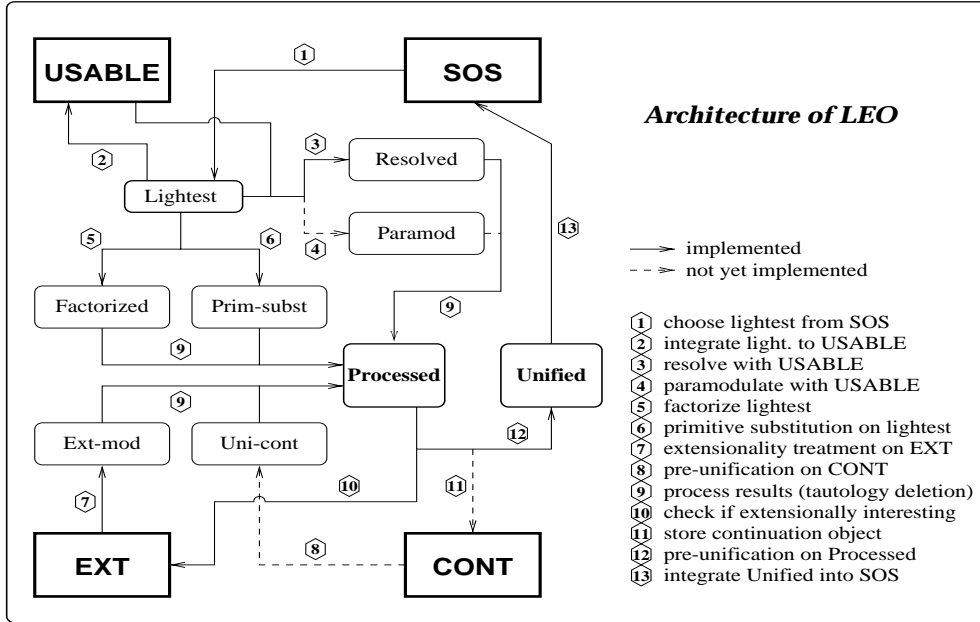 1
USABLE
SOS
Architecture of LEO
2
3
Resolved
Lightest
4
Paramod
13
5
6
implemented
not yet implemented
Factorized
Prim-subst
9
9
Processed
Unified
9
Ext-mod
Uni-cont
12
7
10
11
8
EXT
CONT
1 choose lightest from SOS
2 integrate light. to USABLE
3 resolve with USABLE
4 paramodulate with USABLE
5 factorize lightest
6 primitive substitution on lightest
7 extensionality treatment on EXT
8 pre-unification on CONT
9 process results (tautology deletion)
10 check if extensionally interesting
11 store continuation object
12 pre-unification on Processed
13 integrate Unified into SOS